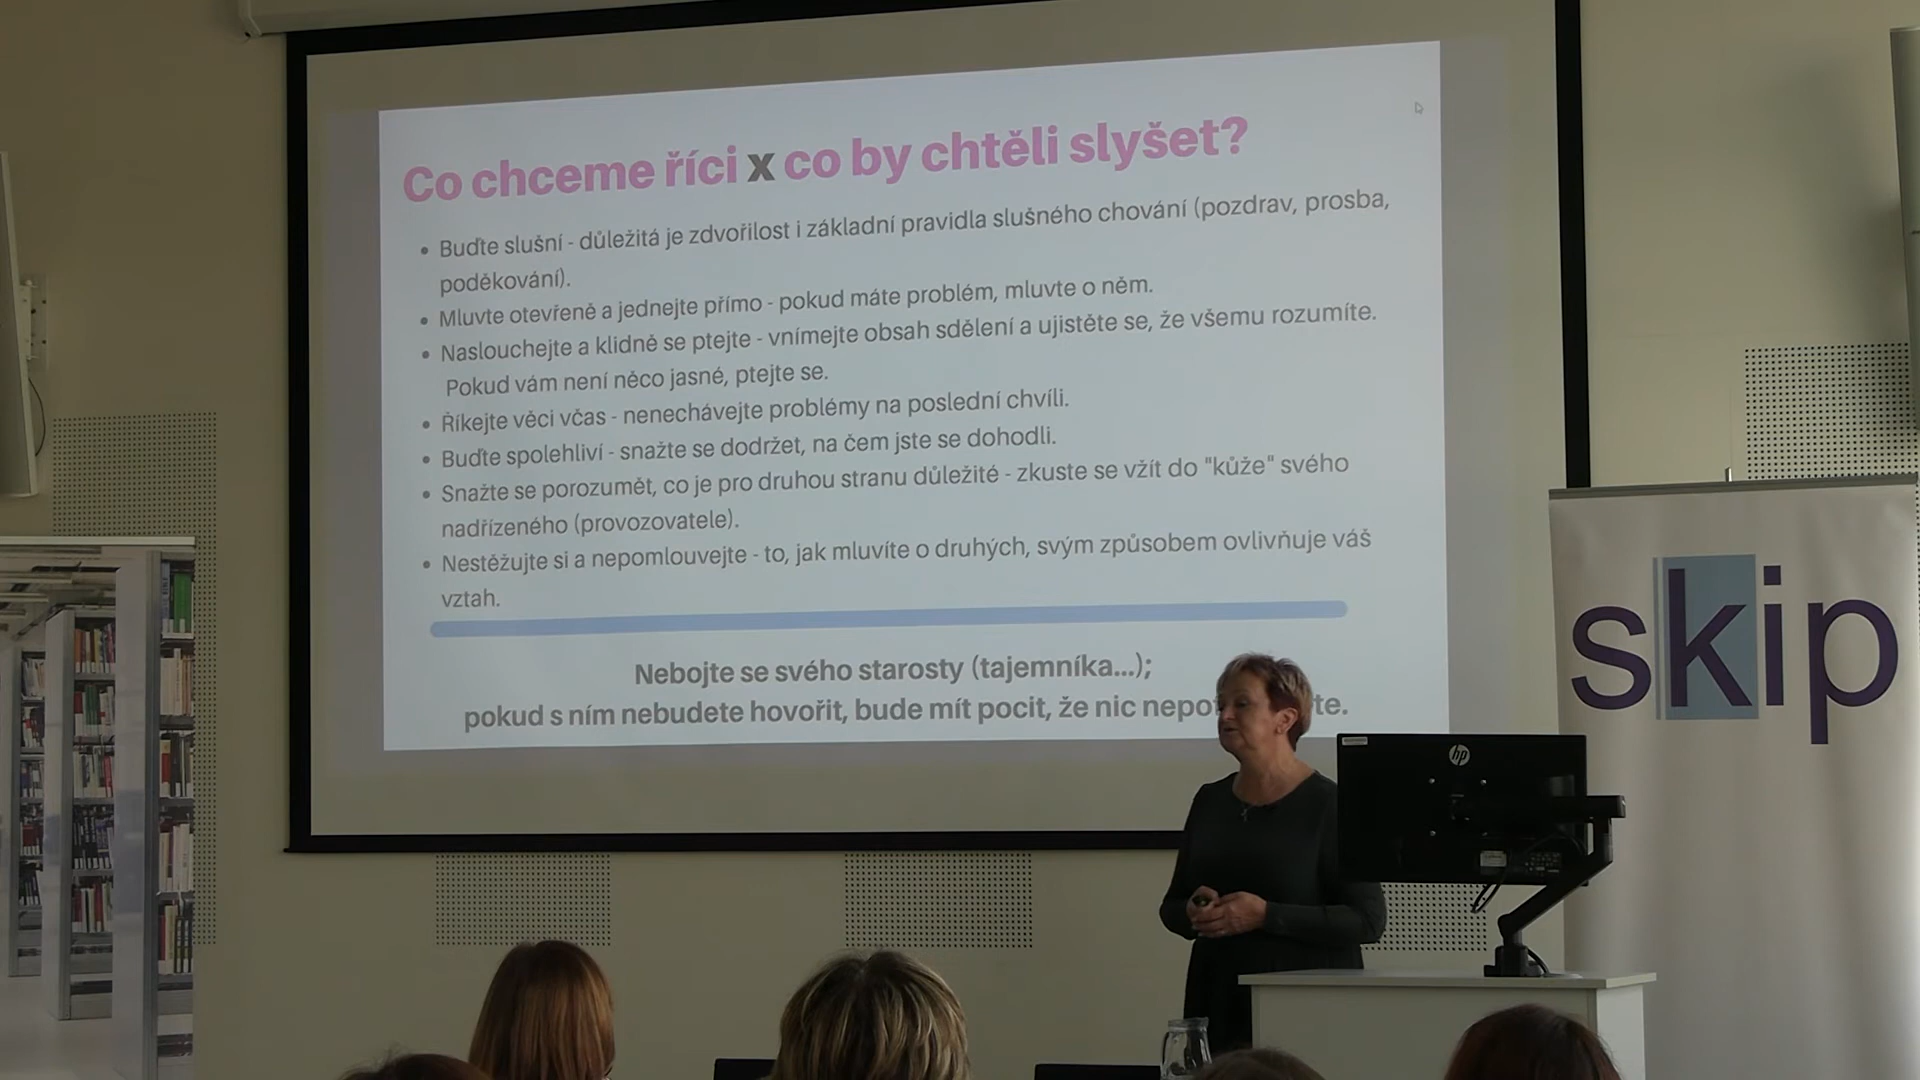 Co chceme říci x co by chtěli slyšet?
• Buďte slušní - důležitá je zdvořilost i základní pravidla slušného chování (pozdrav, prosba,
poděkování).
• Mluvte otevřeně a jednejte přímo - pokud máte problém, mluvte o něm.
• Naslouchejte a klidně se ptejte - vnímejte obsah sdělení a ujistěte se, že všemu rozumíte.
Pokud vám není něco jasné, ptejte se.
• Říkejte věci včas - nenechávejte problémy na poslední chvíli.
• Buďte spolehliví - snažte se dodržet, na čem jste se dohodli.
• Snažte se porozumět, co je pro druhou stranu důležité - zkuste se vžít do "kůže" svého
nadřízeného (provozovatele).
• Nestěžujte si a nepomlouvejte - to, jak mluvíte o druhých, svým způsobem ovlivňuje váš
vztah.
Nebojte se svého starosty (tajemníka...);
pokud s ním nebudete hovořit, bude mít pocit, že nic
skip
hp